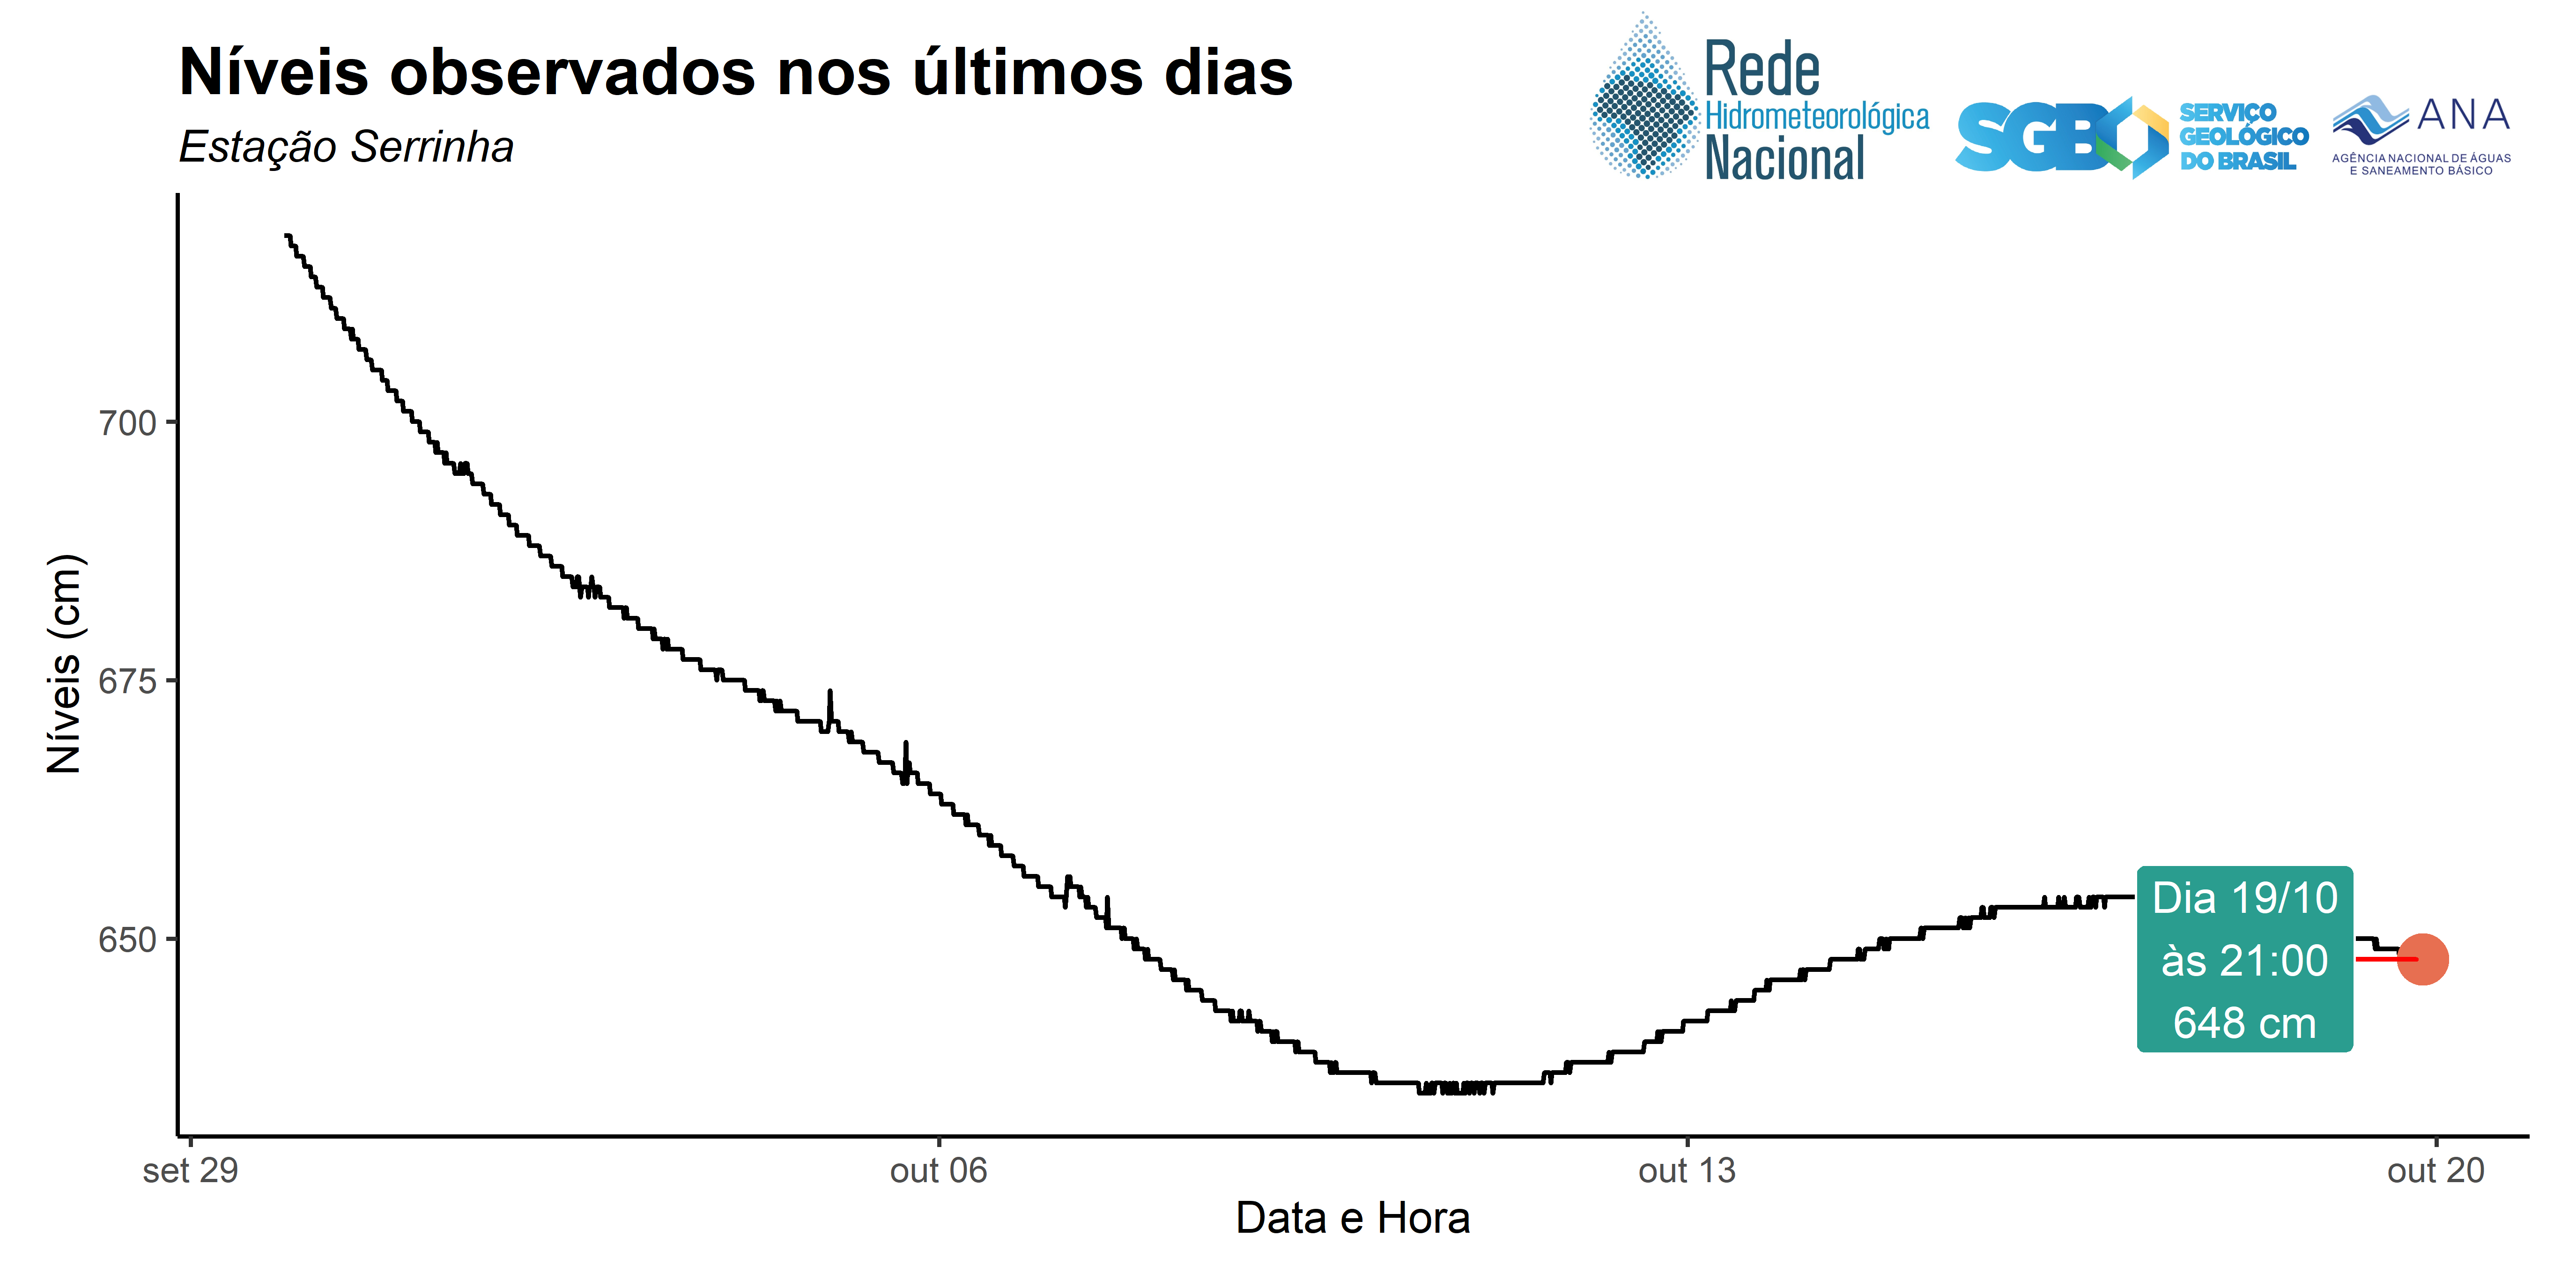 Níveis observados nos últimos dias
Estação Serrinha
Rede
Hidrometeorológica
Nacional
SGB
SERVIÇO
GEOLÓGICO
DO BRASIL
ANA
AGÊNCIA NACIONAL DE ÁGUAS
E SANEAMENTO BÁSICO
Níveis (cm)
700
675
650
Dia 19/10
às 21:00
648 cm
set 29
out 06
out 13
out 20
Data e Hora